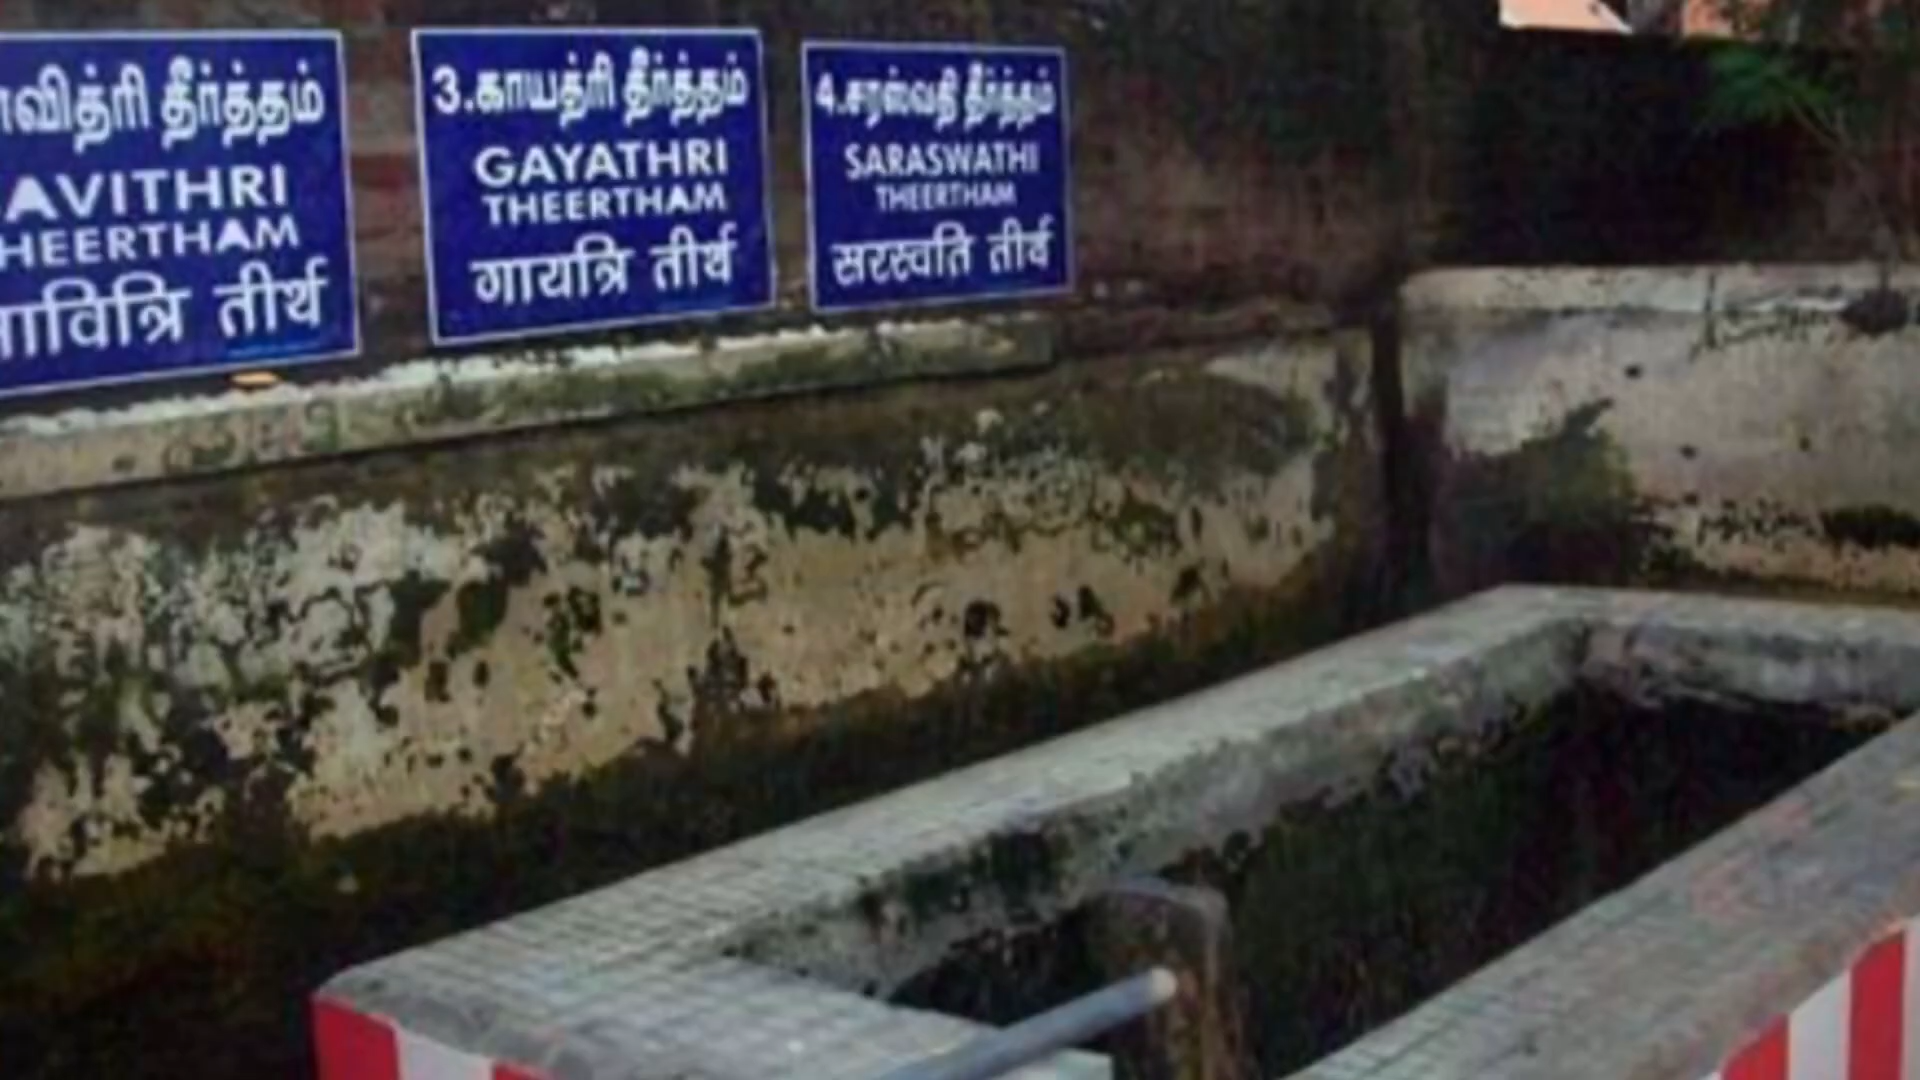 ாவித்ரி தீர்த்தம்
AVITHRI
HEERTHAM
ावित्रि तीर्थ
3.காயத்ரி தீர்த்தம்
GAYATHRI
THEERTHAM
गायत्रि तीर्थ
4.சரஸ்வதி தீர்த்தம்
SARASWATHI
THEERTHAM
सरस्वति तीर्थ